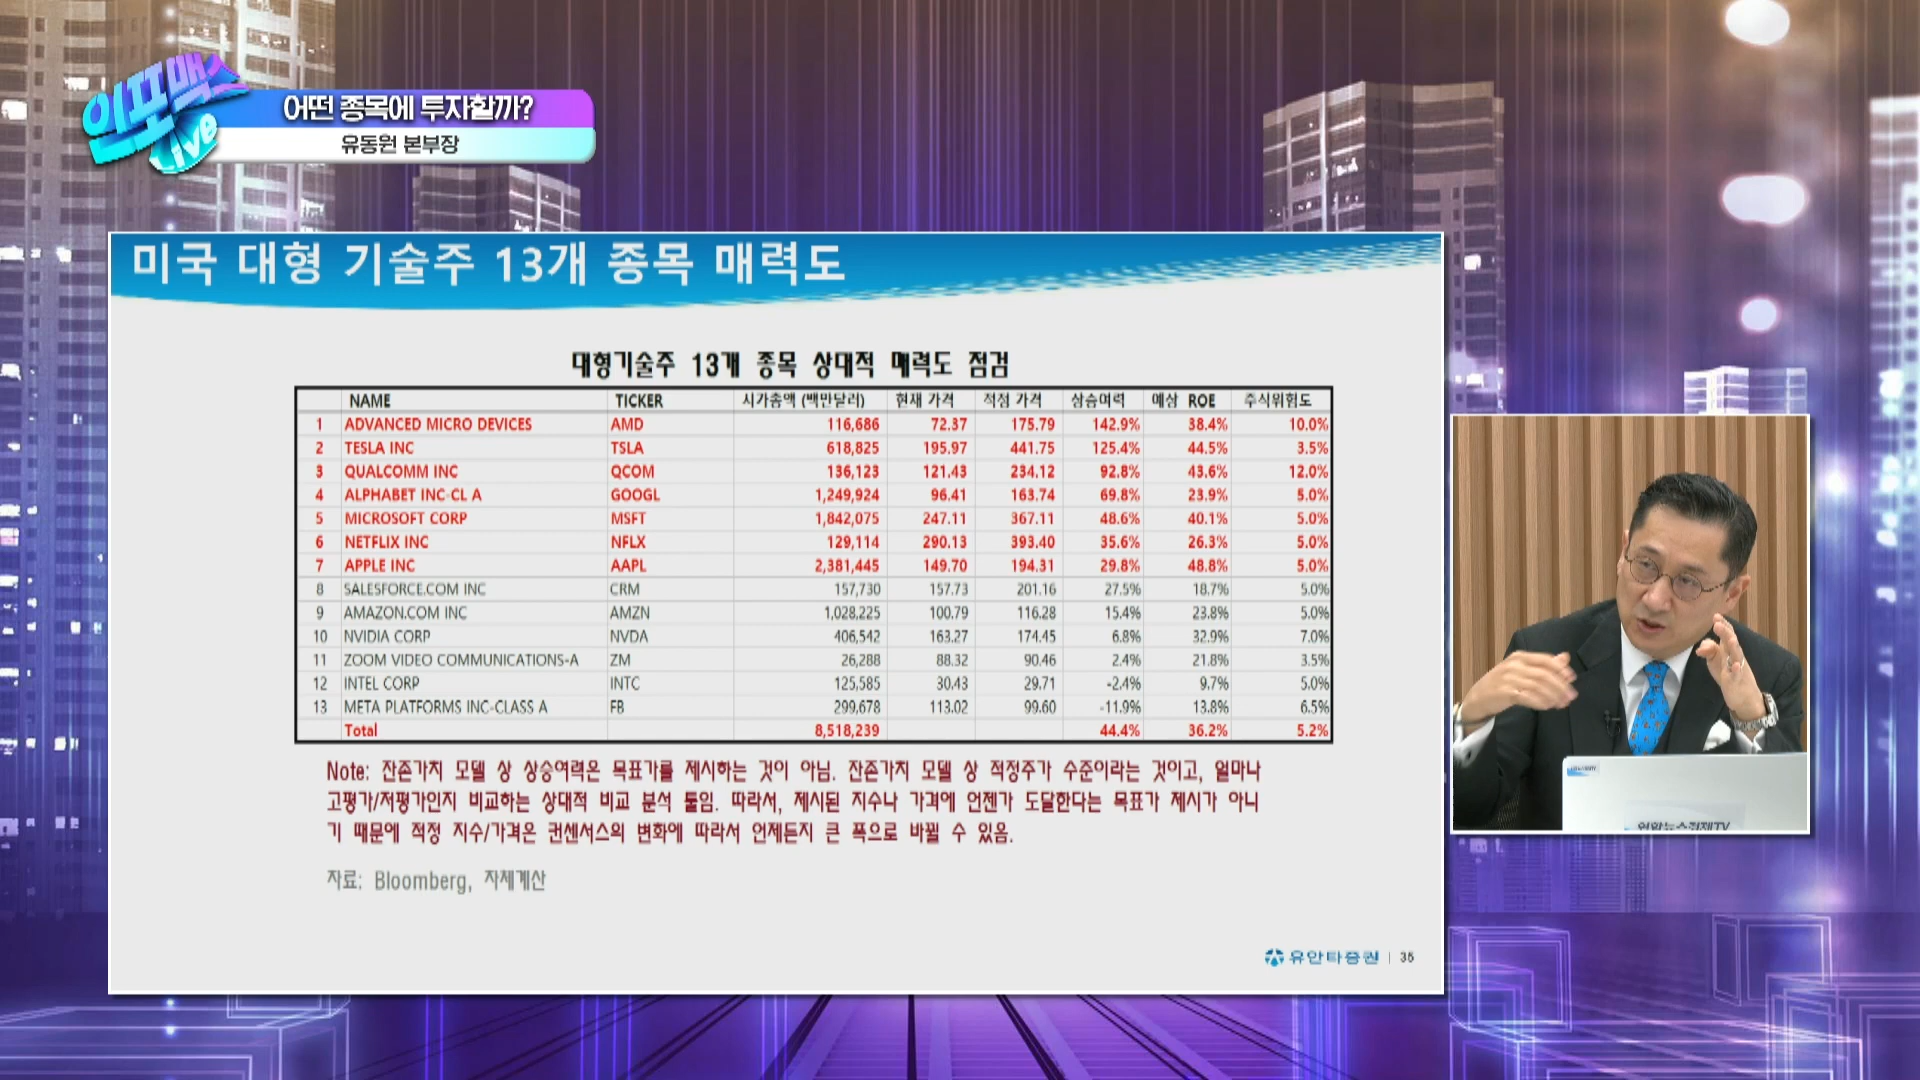 인포맥스
Live
어떤 종목에 투자할까?
유동원 본부장
미국 대형 기술주 13개 종목 매력도
대형기술주 13개 종목 상대적 매력도 점검
NAME TICKER 시가총액 (백만달러) 현재 가격 적정 가격 상승여력 예상 ROE 주식위험도
1 ADVANCED MICRO DEVICES AMD 116,686 72.37 175.79 142.9% 38.4% 10.0%
2 TESLA INC TSLA 618,825 195.97 441.75 125.4% 44.5% 3.5%
3 QUALCOMM INC QCOM 136,123 121.43 234.12 92.8% 43.6% 12.0%
4 ALPHABET INC-CL A GOOGL 1,249,924 96.41 163.74 69.8% 23.9% 5.0%
5 MICROSOFT CORP MSFT 1,842,075 247.11 367.11 48.6% 40.1% 5.0%
6 NETFLIX INC NFLX 129,114 290.13 393.40 35.6% 26.3% 5.0%
7 APPLE INC AAPL 2,381,445 149.70 194.31 29.8% 48.8% 5.0%
8 SALESFORCE.COM INC CRM 157,730 157.73 201.16 27.5% 18.7% 5.0%
9 AMAZON.COM INC AMZN 1,028,225 100.79 116.28 15.4% 23.8% 5.0%
10 NVIDIA CORP NVDA 406,542 163.27 174.45 6.8% 32.9% 7.0%
11 ZOOM VIDEO COMMUNICATIONS-A ZM 26,288 88.32 90.46 2.4% 21.8% 3.5%
12 INTEL CORP INTC 125,585 30.43 29.71 -2.4% 9.7% 5.0%
13 META PLATFORMS INC-CLASS A FB 299,678 113.02 99.60 -11.9% 13.8% 6.5%
Total 8,518,239 44.4% 36.2% 5.2%
Note: 잔존가치 모델 상 상승여력은 목표가를 제시하는 것이 아님. 잔존가치 모델 상 적정주가 수준이라는 것이고, 얼마나
고평가/저평가인지 비교하는 상대적 비교 분석 툴임. 따라서, 제시된 지수나 가격에 언젠가 도달한다는 목표가 제시가 아니
기 때문에 적정 지수/가격은 컨센서스의 변화에 따라서 언제든지 큰 폭으로 바뀔 수 있음.
자료: Bloomberg, 자체계산
유안타증권 | 35
연합뉴스경제TV